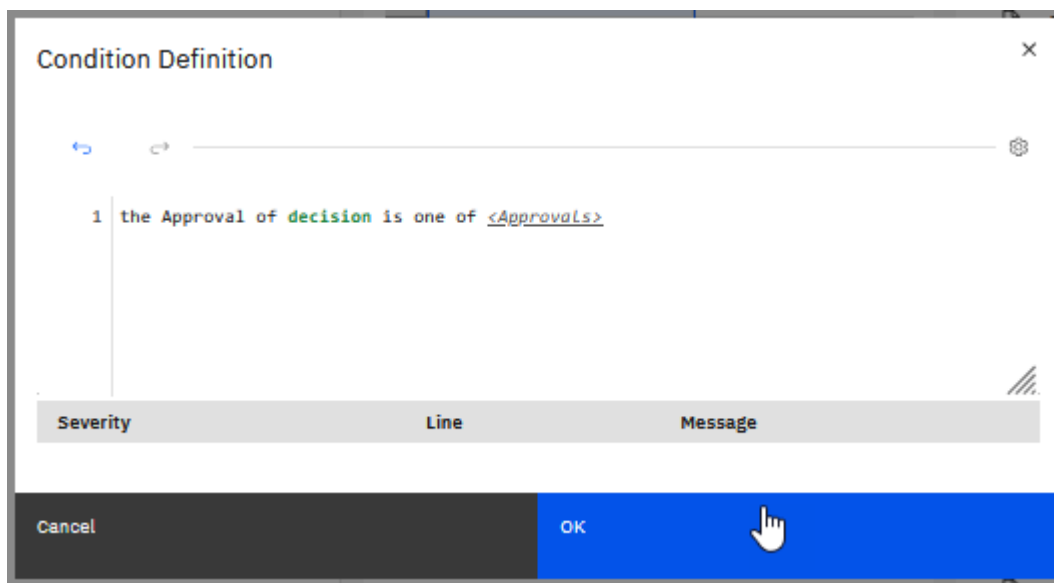 Condition Definition
1 the Approval of decision is one of <Approvals>
Severity Line Message
Cancel OK